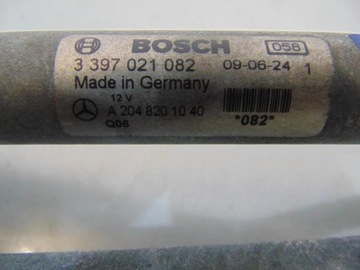 BOSCH 058
3 397 021 082 09-06-24 1
Made in Germany
12 V
A 204 820 10 40
Q06 *082*